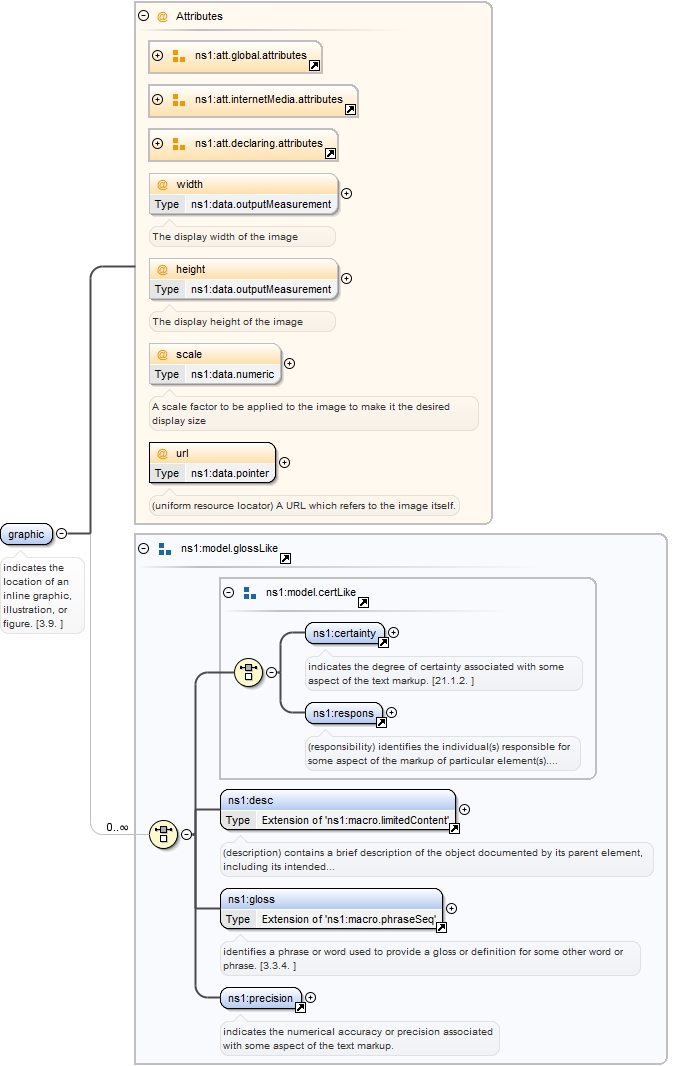 @ Attributes
ns1:att.global.attributes
ns1:att.internetMedia.attributes
ns1:att.declaring.attributes
@ width
Type ns1:data.outputMeasurement
The display width of the image
@ height
Type ns1:data.outputMeasurement
The display height of the image
@ scale
Type ns1:data.numeric
A scale factor to be applied to the image to make it the desired
display size
@ url
Type ns1:data.pointer
(uniform resource locator) A URL which refers to the image itself.
graphic
indicates the
location of an
inline graphic,
illustration, or
figure. [3.9. ]
ns1:model.glossLike
ns1:model.certLike
ns1:certainty
indicates the degree of certainty associated with some
aspect of the text markup. [21.1.2. ]
ns1:respons
(responsibility) identifies the individual(s) responsible for
some aspect of the markup of particular element(s)....
0..∞
ns1:desc
Type Extension of 'ns1:macro.limitedContent'
(description) contains a brief description of the object documented by its parent element,
including its intended...
ns1:gloss
Type Extension of 'ns1:macro.phraseSeq'
identifies a phrase or word used to provide a gloss or definition for some other word or
phrase. [3.3.4. ]
ns1:precision
indicates the numerical accuracy or precision associated
with some aspect of the text markup.